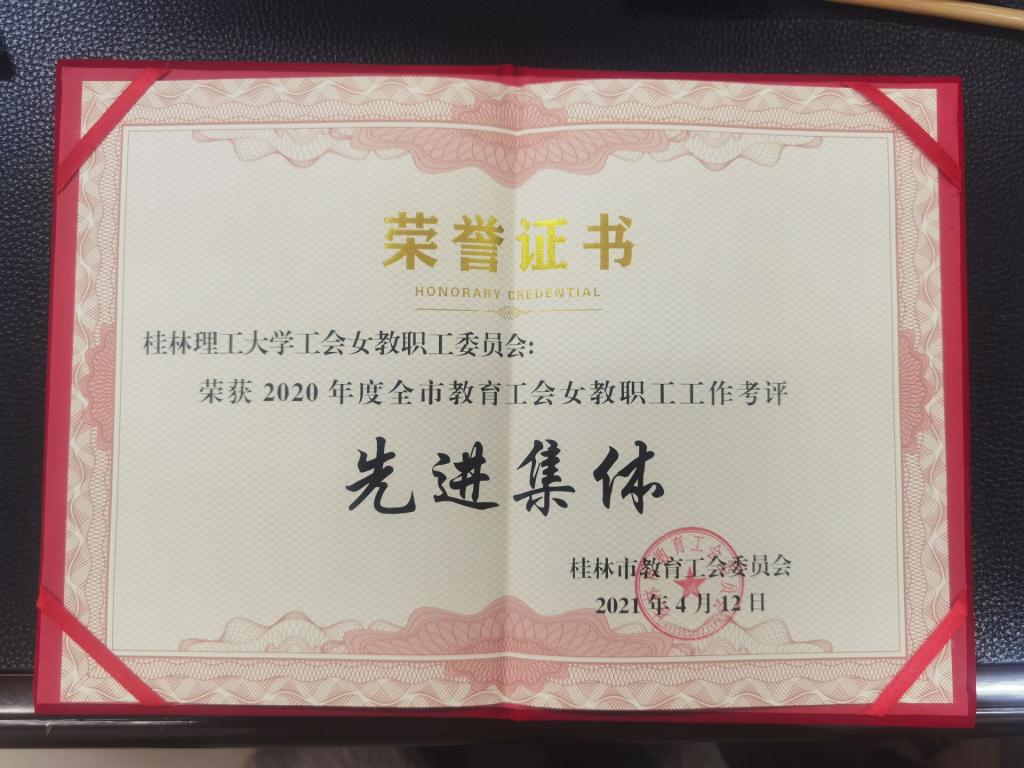 荣誉证书
HONORARY CREDENTIAL
桂林理工大学工会女教职工委员会:
荣获 2020 年度全市教育工会女教职工工作考评
先进集体
桂林市教育工会委员会
2021 年 4 月 12 日